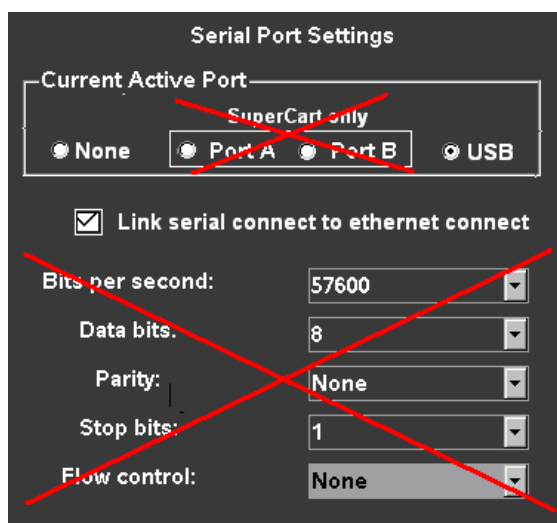 Serial Port Settings
Current Active Port
SuperCart only
None Port A Port B USB
Link serial connect to ethernet connect
Bits per second: 57600
Data bits: 8
Parity: None
Stop bits: 1
Flow control: None